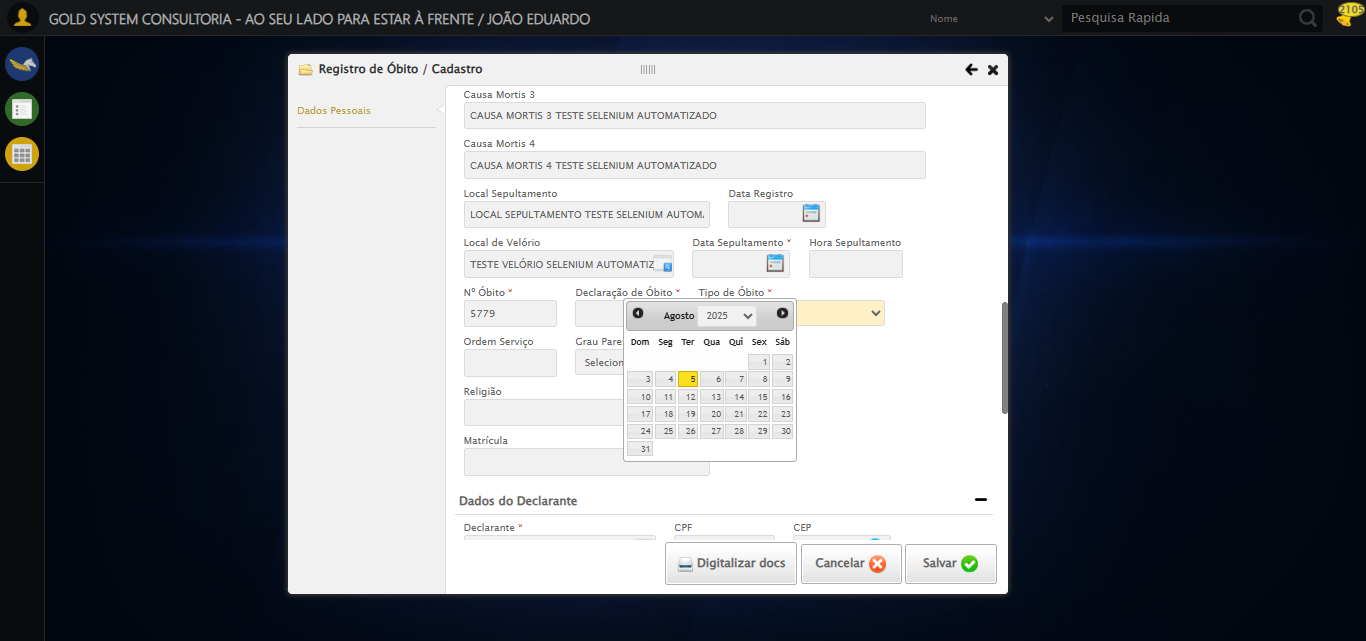 GOLD SYSTEM CONSULTORIA - AO SEU LADO PARA ESTAR À FRENTE / JOÃO EDUARDO
Nome
Pesquisa Rapida
2105
Registro de Óbito / Cadastro
Dados Pessoais
Causa Mortis 3
CAUSA MORTIS 3 TESTE SELENIUM AUTOMATIZADO
Causa Mortis 4
CAUSA MORTIS 4 TESTE SELENIUM AUTOMATIZADO
Local Sepultamento Data Registro
LOCAL SEPULTAMENTO TESTE SELENIUM AUTOM
Local de Velório Data Sepultamento * Hora Sepultamento
TESTE VELÓRIO SELENIUM AUTOMATIZ
Nº Óbito * Declaração de Óbito * Tipo de Óbito *
5779
Ordem Serviço Grau Pare
Selecion
Religião
Matrícula
Agosto 2025
Dom Seg Ter Qua Qui Sex Sáb
1 2
3 4 5 6 7 8 9
10 11 12 13 14 15 16
17 18 19 20 21 22 23
24 25 26 27 28 29 30
31
Dados do Declarante
Declarante * CPF CEP
Digitalizar docs Cancelar Salvar